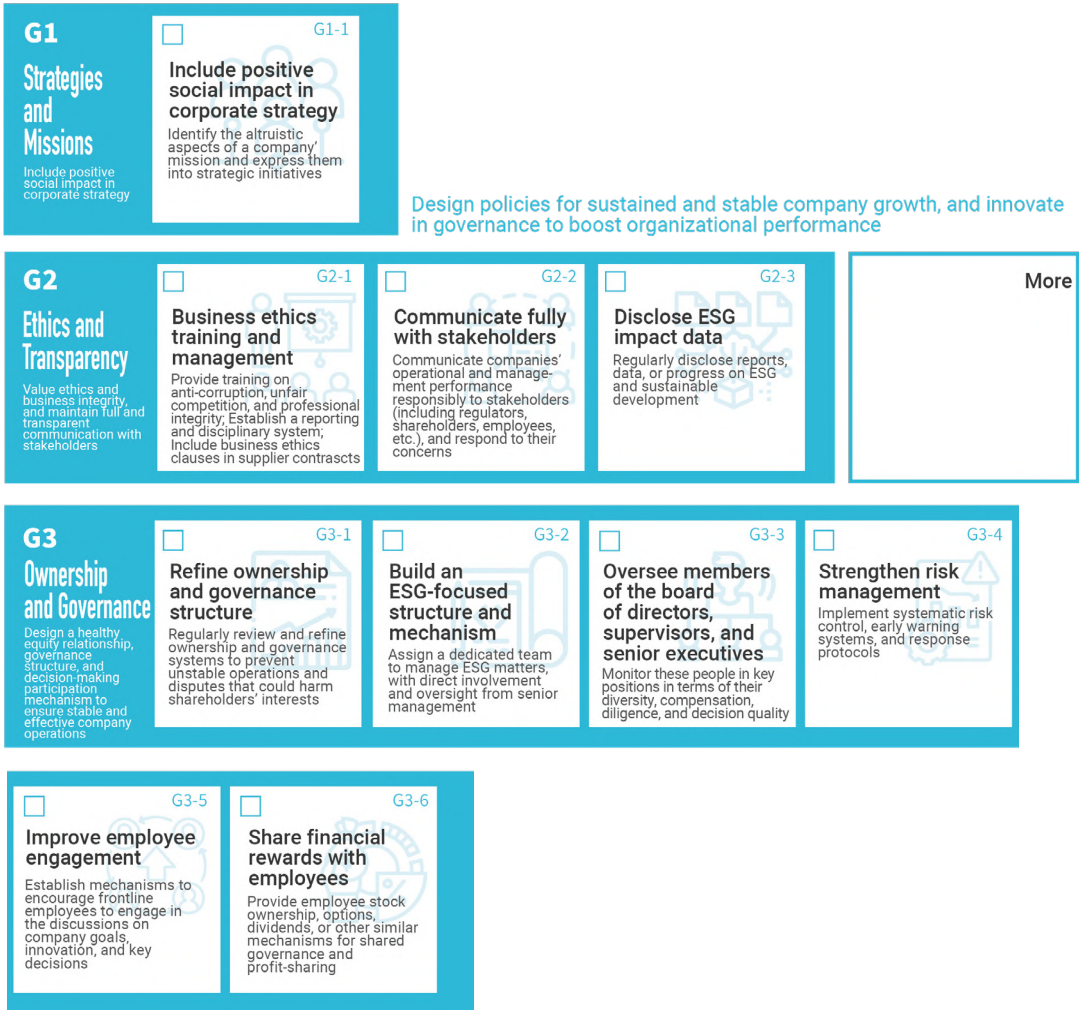 G1
Strategies
and
Missions
Include positive
social impact in
corporate strategy
G1-1
Include positive
social impact in
corporate strategy
Identify the altruistic
aspects of a company'
mission and express them
into strategic initiatives
Design policies for sustained and stable company growth, and innovate
in governance to boost organizational performance
G2
Ethics and
Transparency
Value ethics and
business integrity,
and maintain full and
transparent
communication with
stakeholders
G2-1
Business ethics
training and
management
Provide training on
anti-corruption, unfair
competition, and professional
integrity; Establish a reporting
and disciplinary system;
Include business ethics
clauses in supplier contrascts
G2-2
Communicate fully
with stakeholders
Communicate companies'
operational and manage-
ment performance
responsibly to stakeholders
(including regulators,
shareholders, employees,
etc.), and respond to their
concerns
G2-3
Disclose ESG
impact data
Regularly disclose reports,
data, or progress on ESG
and sustainable
development
More
G3
Ownership
and Governance
Design a healthy
equity relationship,
governance
structure, and
decision-making
participation
mechanism to
ensure stable and
effective company
operations
G3-1
Refine ownership
and governance
structure
Regularly review and refine
ownership and governance
systems to prevent
unstable operations and
disputes that could harm
shareholders' interests
G3-2
Build an
ESG-focused
structure and
mechanism
Assign a dedicated team
to manage ESG matters,
with direct involvement
and oversight from senior
management
G3-3
Oversee members
of the board
of directors,
supervisors, and
senior executives
Monitor these people in key
positions in terms of their
diversity, compensation,
diligence, and decision quality
G3-4
Strengthen risk
management
Implement systematic risk
control, early warning
systems, and response
protocols
G3-5
Improve employee
engagement
Establish mechanisms to
encourage frontline
employees to engage in
the discussions on
company goals,
innovation, and key
decisions
G3-6
Share financial
rewards with
employees
Provide employee stock
ownership, options,
dividends, or other similar
mechanisms for shared
governance and
profit-sharing